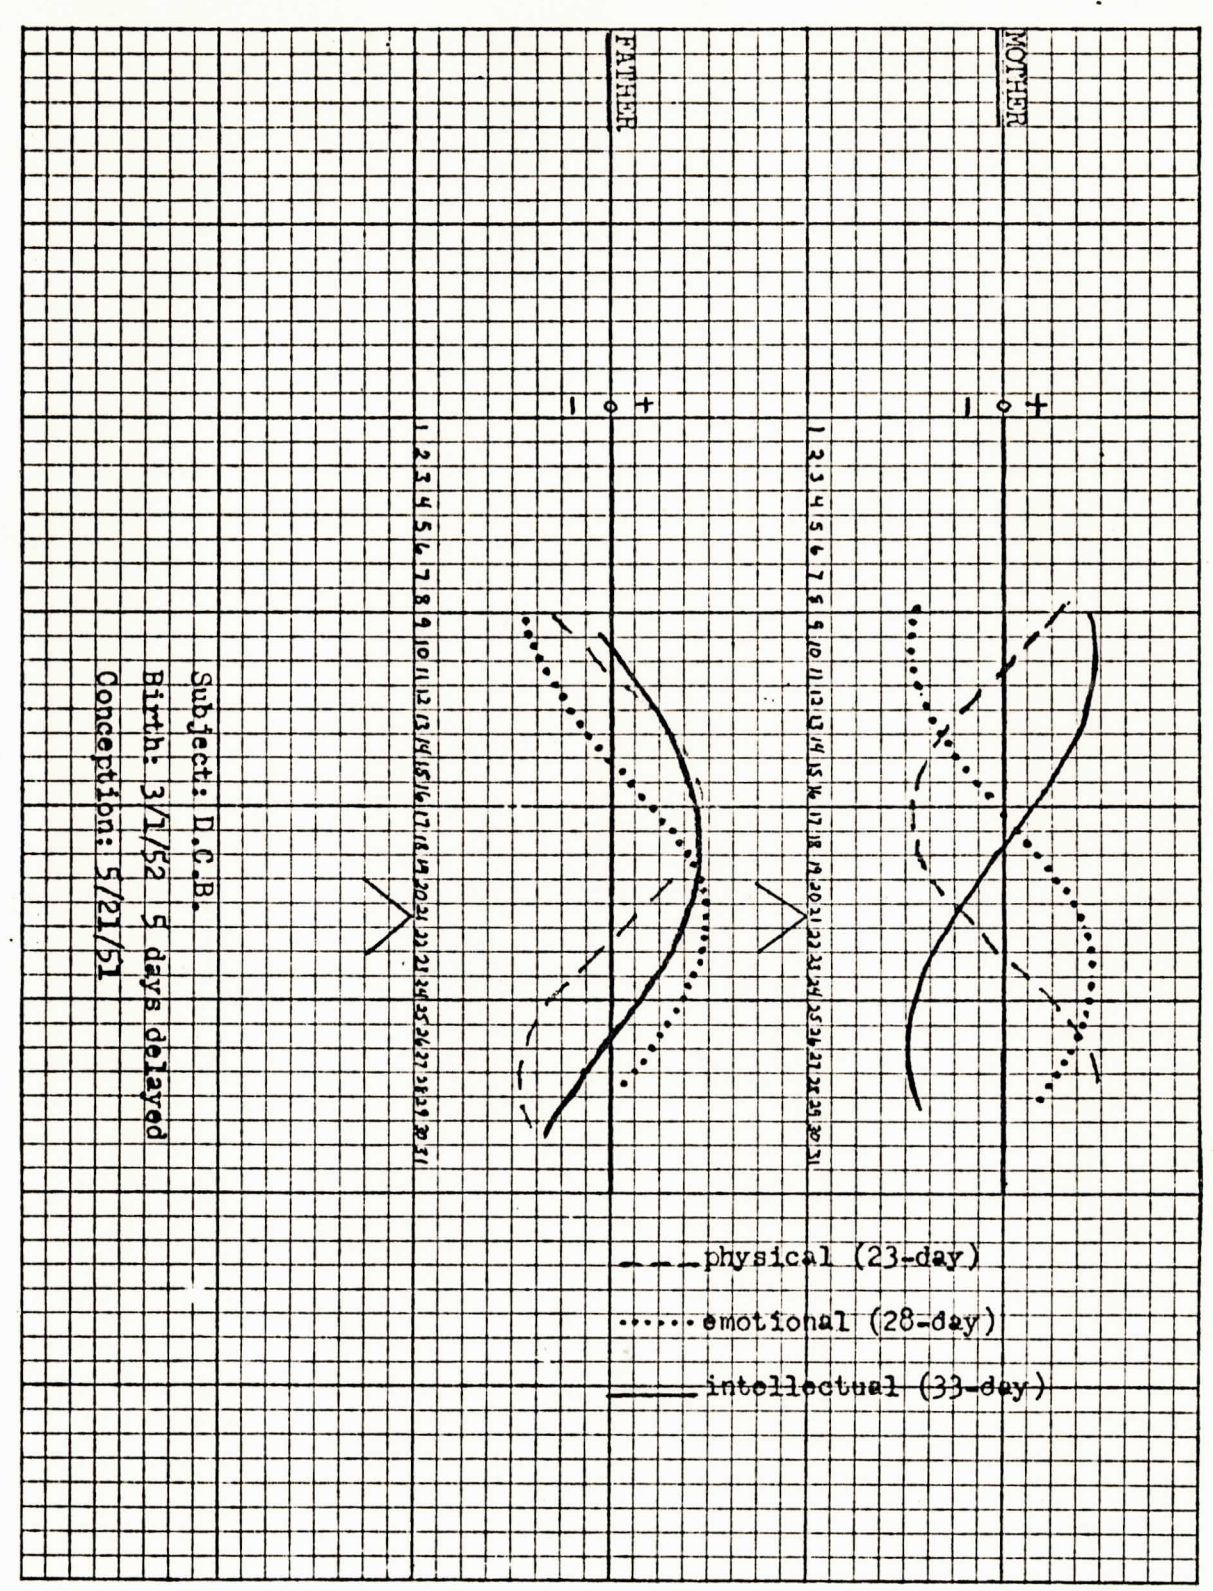 MOTHER
+
0
-
1 2 3 4 5 6 7 8 9 10 11 12 13 14 15 16 17 18 19 20 21 22 23 24 25 26 27 28 29 30 31
FATHER
+
0
-
1 2 3 4 5 6 7 8 9 10 11 12 13 14 15 16 17 18 19 20 21 22 23 24 25 26 27 28 29 30 31
Subject: D.C.B.
Birth: 3/1/52 5 days delayed
Conception: 5/21/51
physical (23-day)
emotional (28-day)
intellectual (33-day)